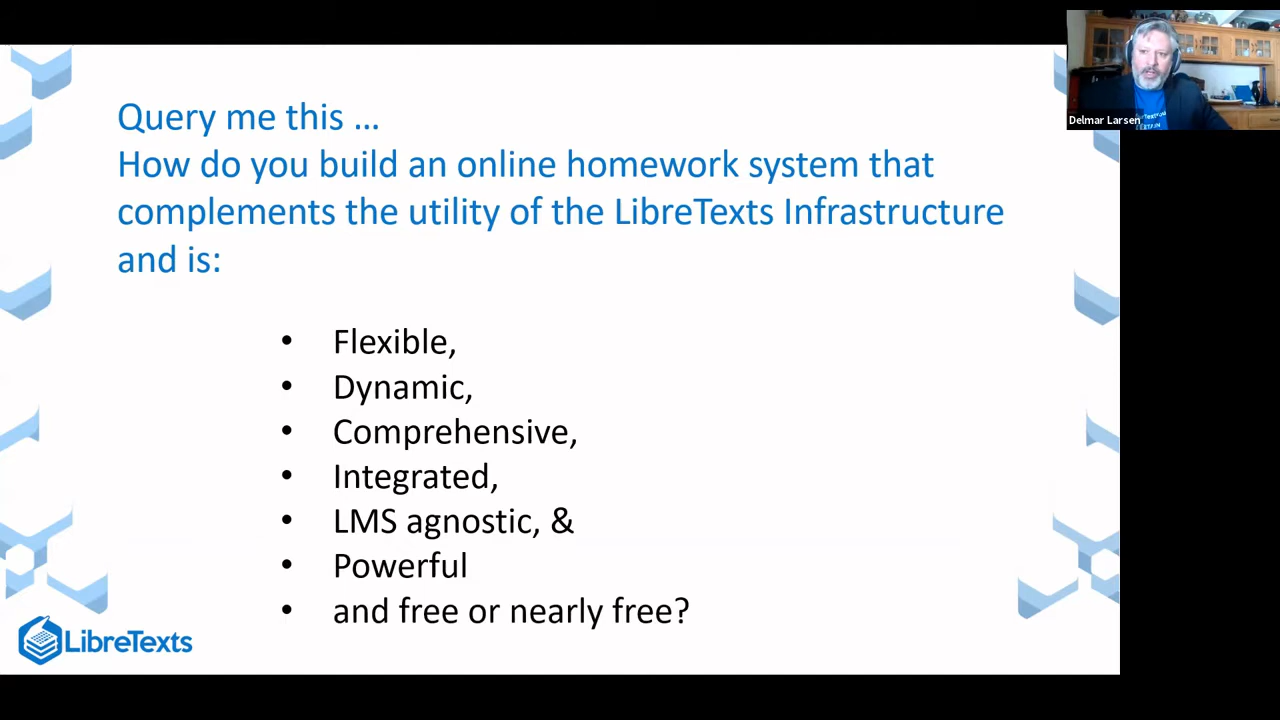 Query me this ...
How do you build an online homework system that
complements the utility of the LibreTexts Infrastructure
and is:
• Flexible,
• Dynamic,
• Comprehensive,
• Integrated,
• LMS agnostic, &
• Powerful
• and free or nearly free?
LibreTexts
Delmar Larsen